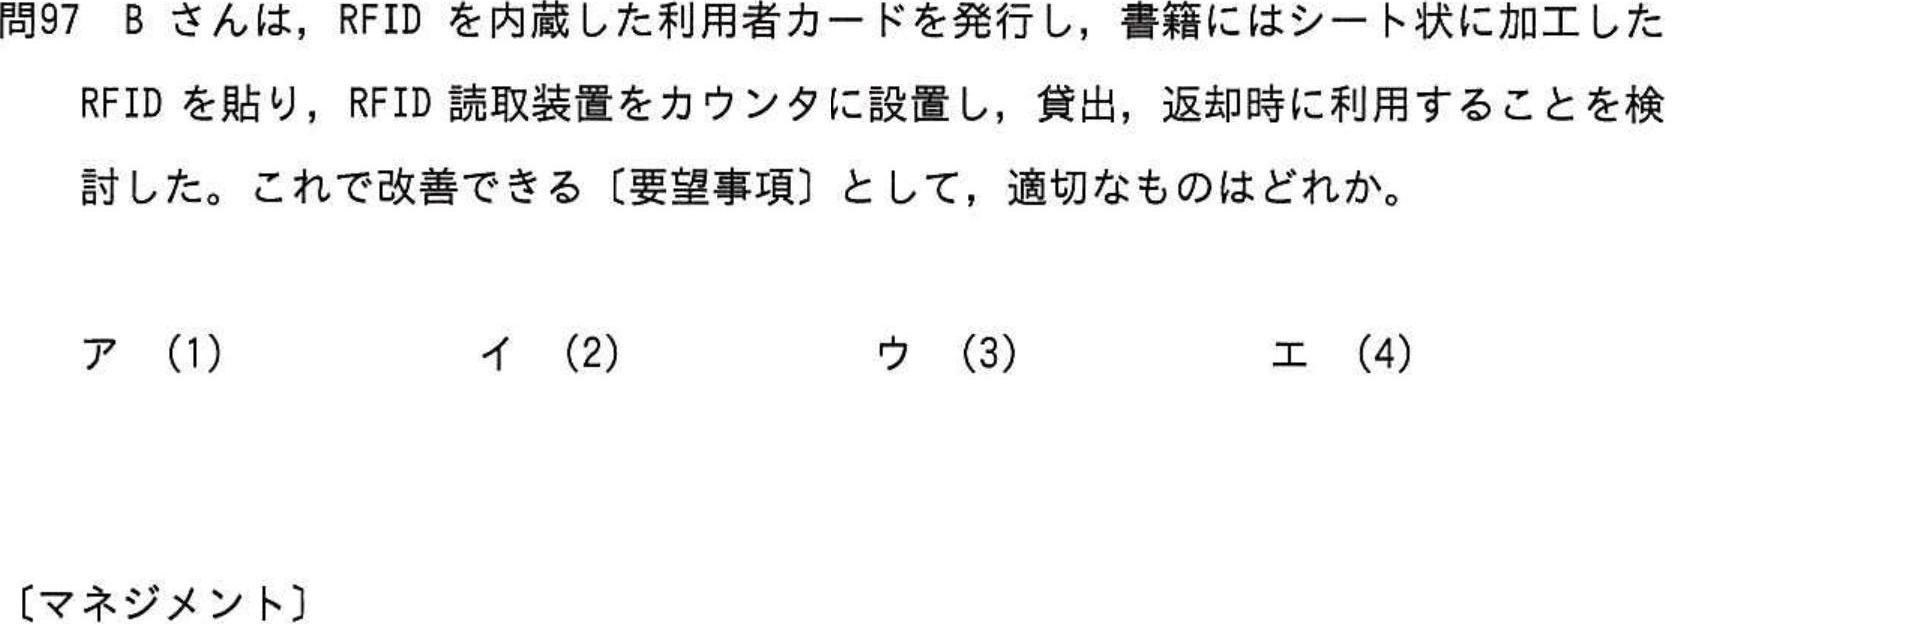 問97 B さんは，RFID を内蔵した利用者カードを発行し，書籍にはシート状に加工した
RFID を貼り，RFID 読取装置をカウンタに設置し，貸出，返却時に利用することを検
討した。これで改善できる〔要望事項〕として，適切なものはどれか。
ア (1) イ (2) ウ (3) エ (4)
〔マネジメント〕